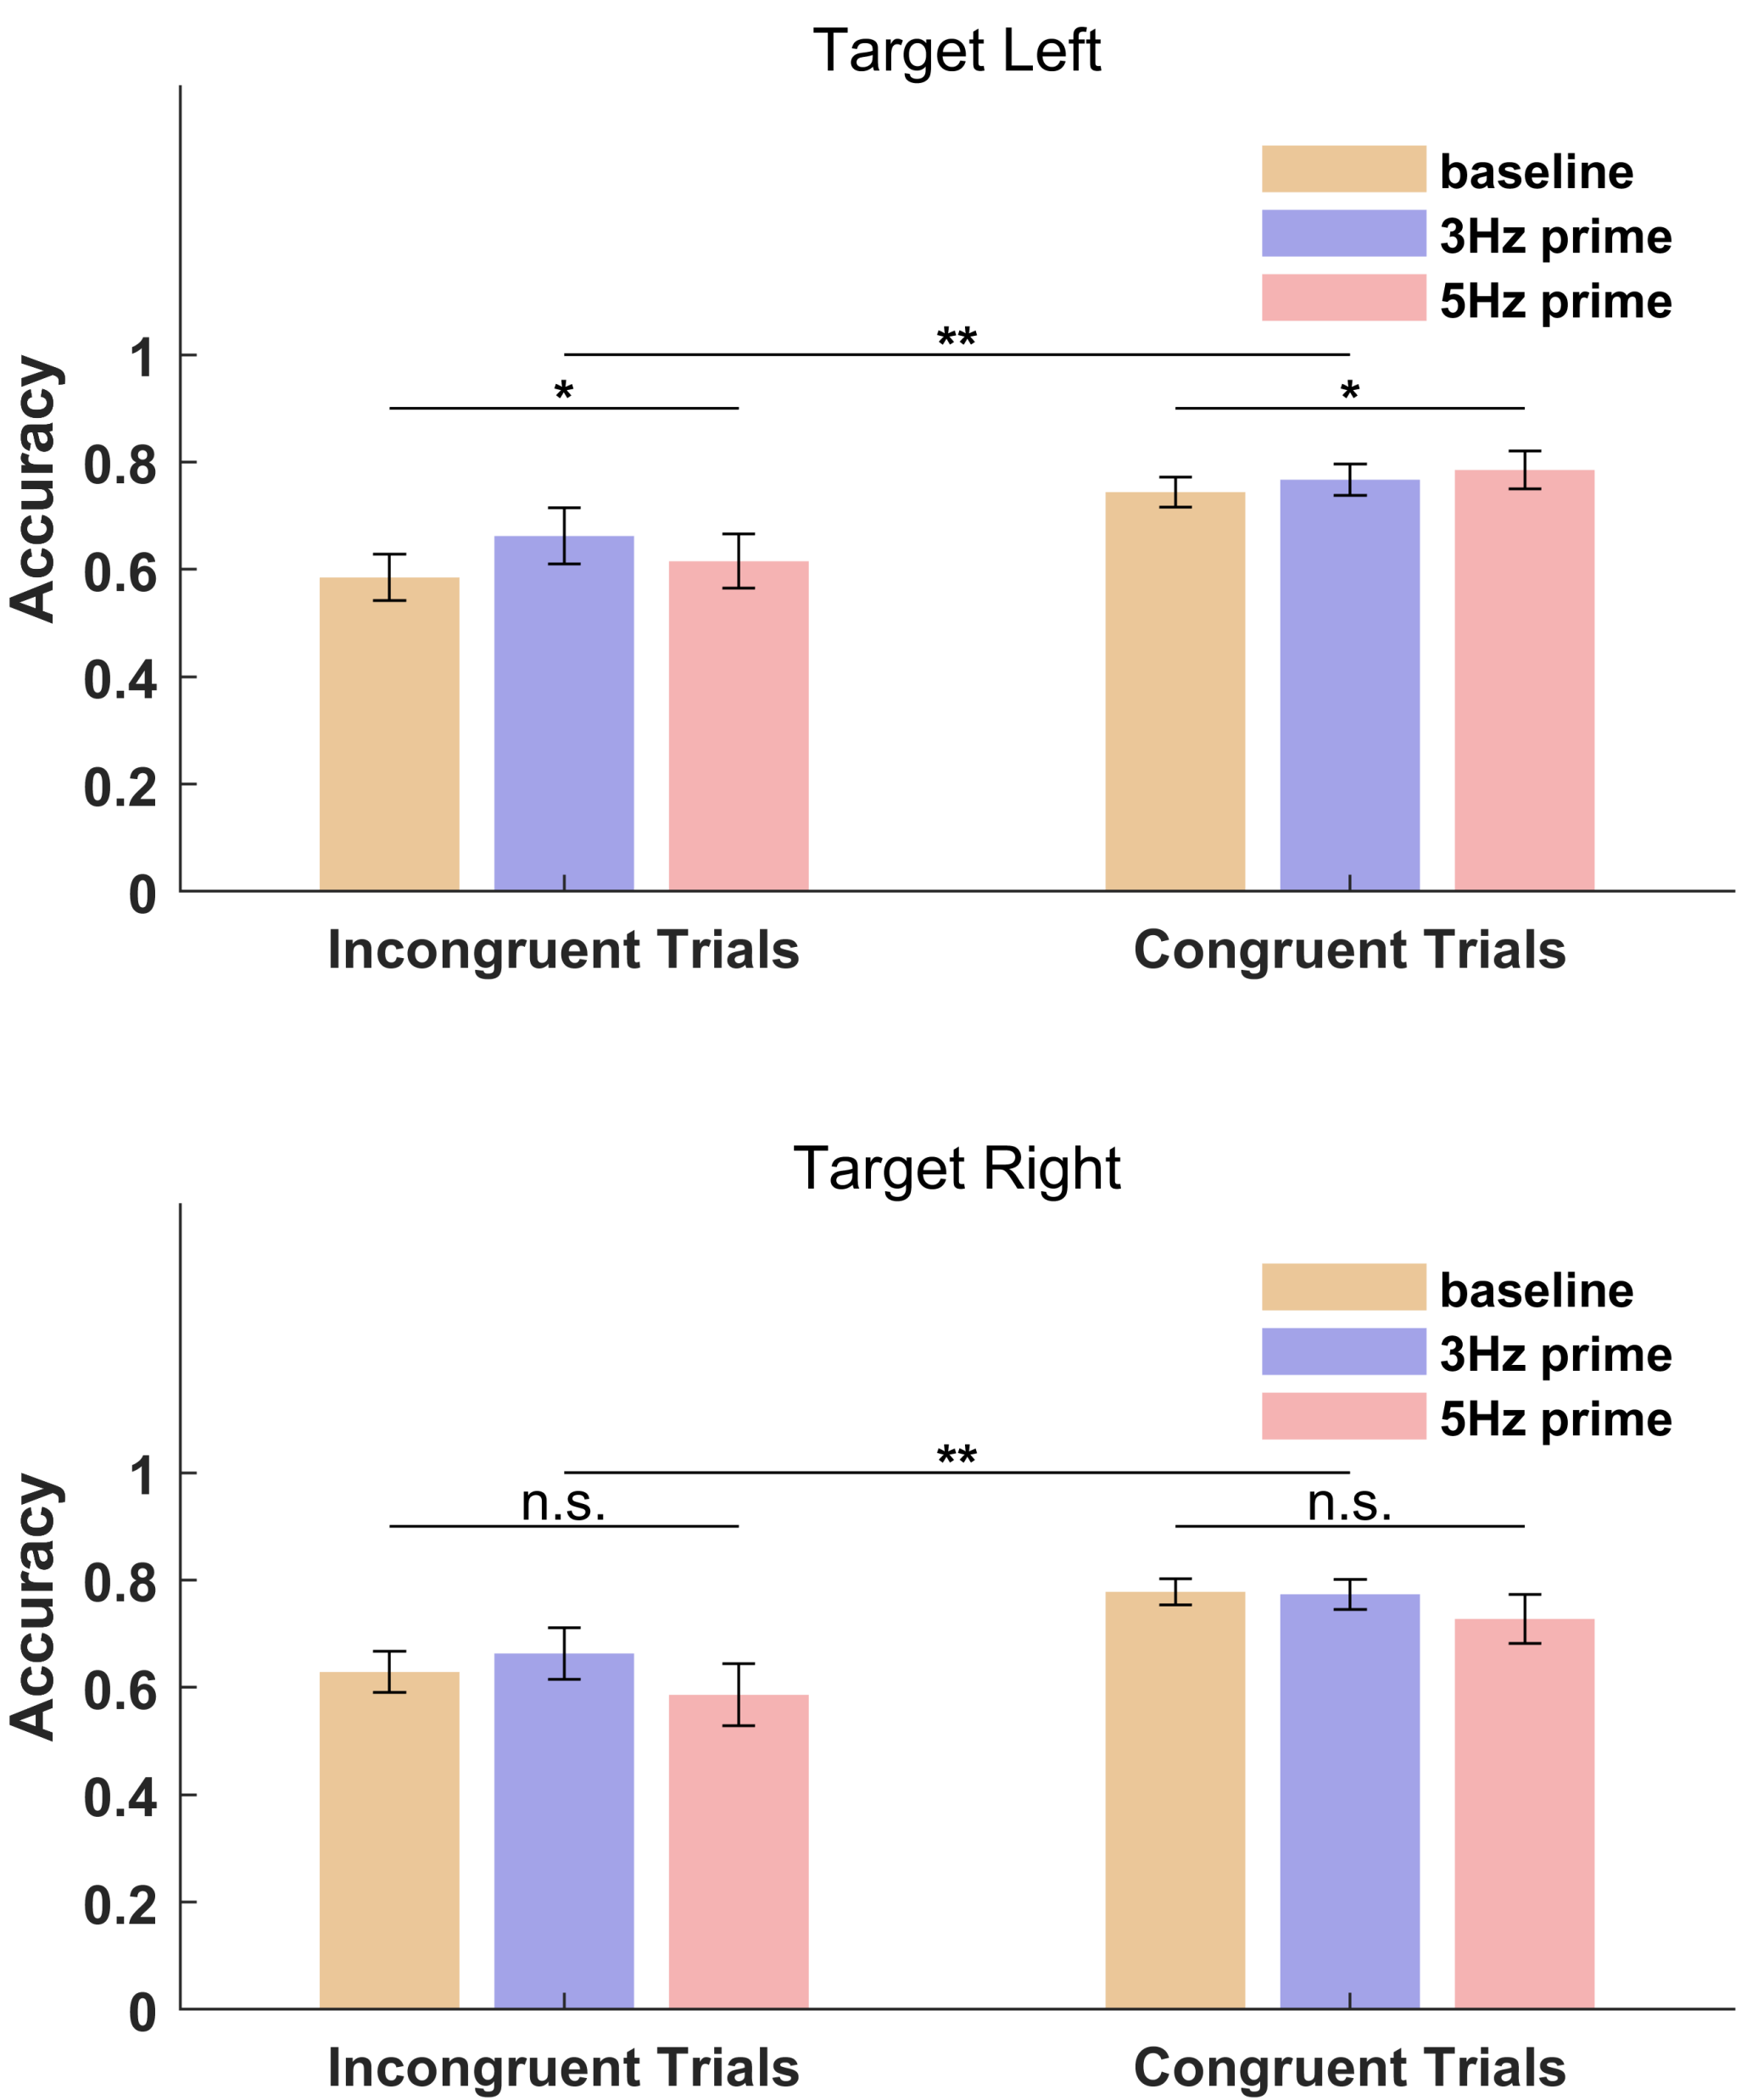 Target Left
baseline
3Hz prime
5Hz prime
**
1
*
*
Accuracy
0.8
0.6
0.4
0.2
0
Incongruent Trials
Congruent Trials
Target Right
baseline
3Hz prime
5Hz prime
**
1
n.s.
n.s.
Accuracy
0.8
0.6
0.4
0.2
0
Incongruent Trials
Congruent Trials